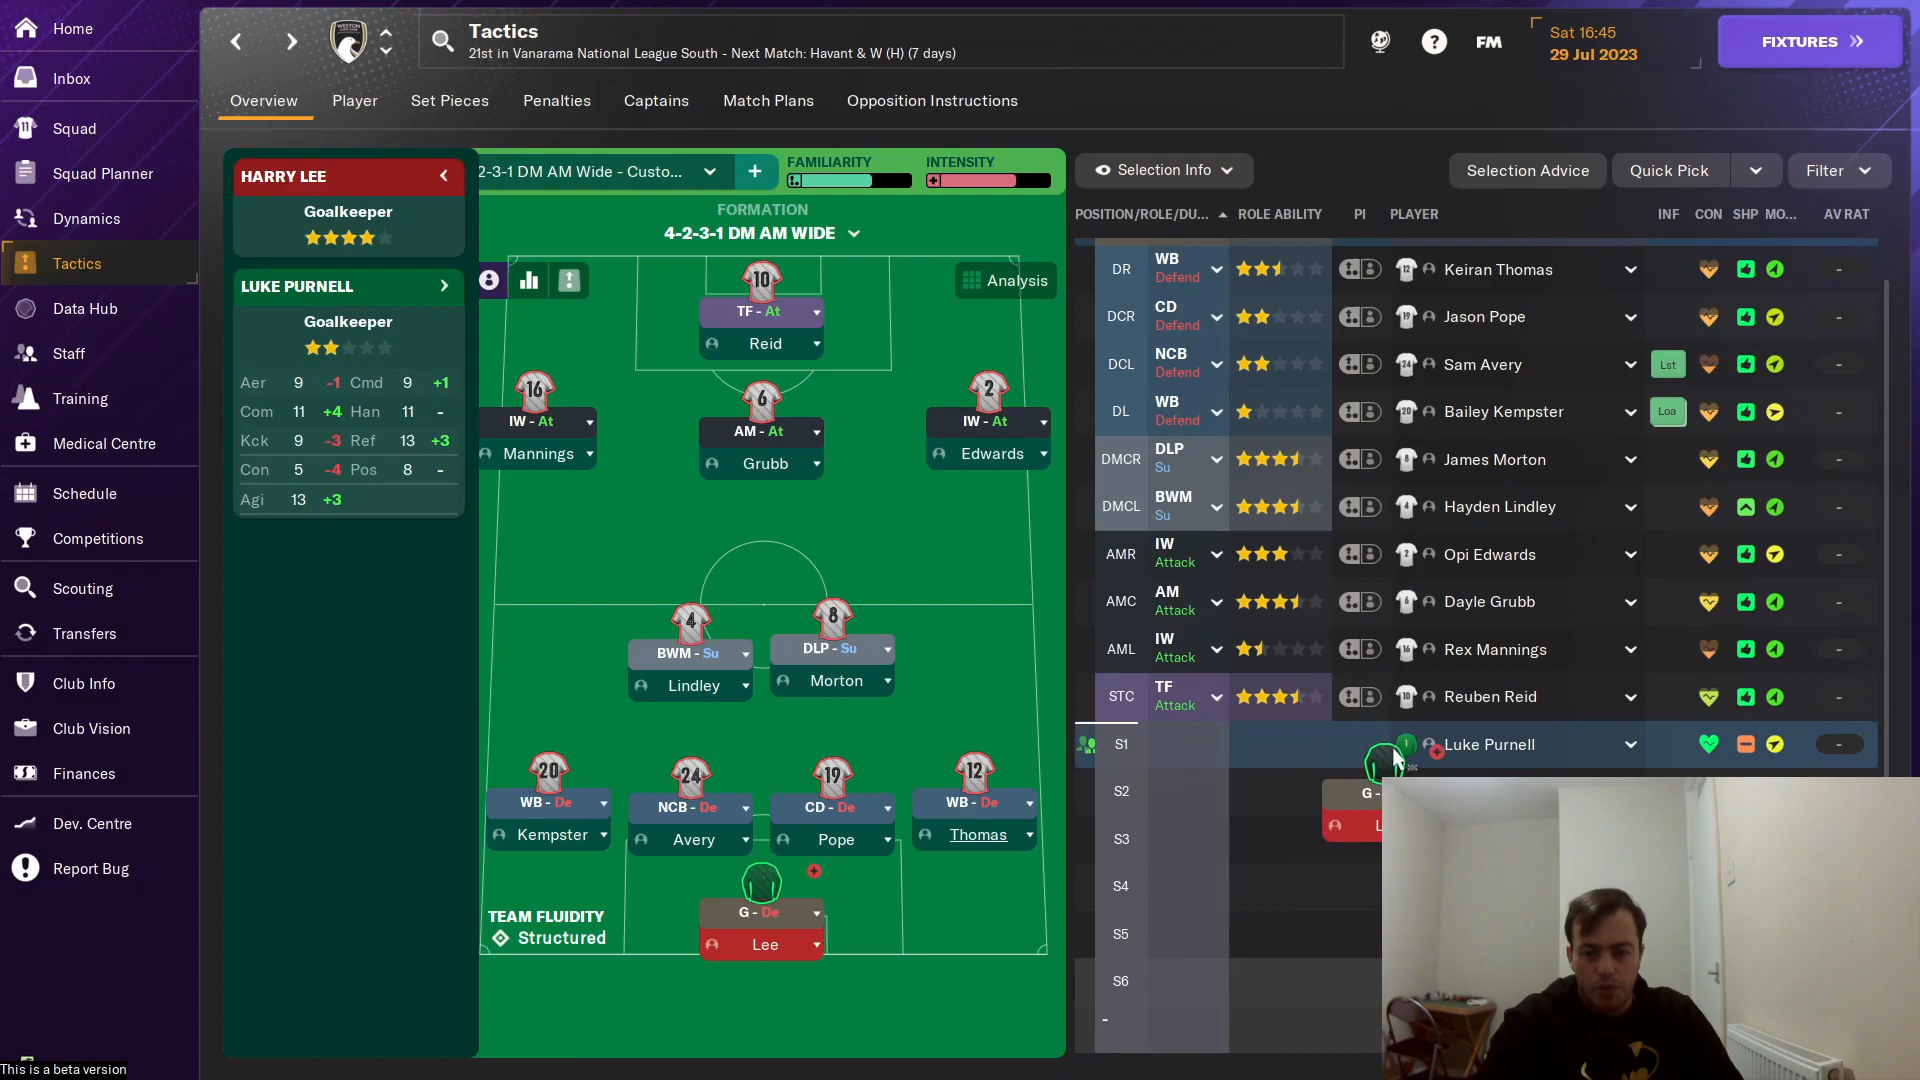 Home
Inbox
Squad
Squad Planner
Dynamics
Tactics
Data Hub
Staff
Training
Medical Centre
Schedule
Competitions
Scouting
Transfers
Club Info
Club Vision
Finances
Dev. Centre
Report Bug
This is a beta version
Tactics
21st in Vanarama National League South - Next Match: Havant & W (H) (7 days)
FM
Sat 16:45
29 Jul 2023
FIXTURES
Overview
Player
Set Pieces
Penalties
Captains
Match Plans
Opposition Instructions
HARRY LEE
Goalkeeper
LUKE PURNELL
Goalkeeper
Aer 9 -1 Cmd 9 +1
Com 11 +4 Han 11 -
Kck 9 -3 Ref 13 +3
Con 5 -4 Pos 8 -
Agi 13 +3
2-3-1 DM AM Wide - Custo...
FAMILIARITY
INTENSITY
FORMATION
4-2-3-1 DM AM WIDE
Analysis
10
TF - At
Reid
16
IW - At
Mannings
6
AM - At
Grubb
2
IW - At
Edwards
4
BWM - Su
Lindley
8
DLP - Su
Morton
20
WB - De
Kempster
24
NCB - De
Avery
19
CD - De
Pope
12
WB - De
Thomas
G - De
Lee
TEAM FLUIDITY
Structured
Selection Info
Selection Advice
Quick Pick
Filter
POSITION/ROLE/DU... ROLE ABILITY PI PLAYER INF CON SHP MO... AV RAT
DR WB Defend 12 Keiran Thomas -
DCR CD Defend 19 Jason Pope -
DCL NCB Defend 24 Sam Avery Lst -
DL WB Defend 20 Bailey Kempster Loa -
DMCR DLP Su 8 James Morton -
DMCL BWM Su 4 Hayden Lindley -
AMR IW Attack 2 Opi Edwards -
AMC AM Attack 6 Dayle Grubb -
AML IW Attack 16 Rex Mannings -
STC TF Attack 10 Reuben Reid -
S1 1 Luke Purnell -
S2
G -
S3
L
S4
S5
S6
-